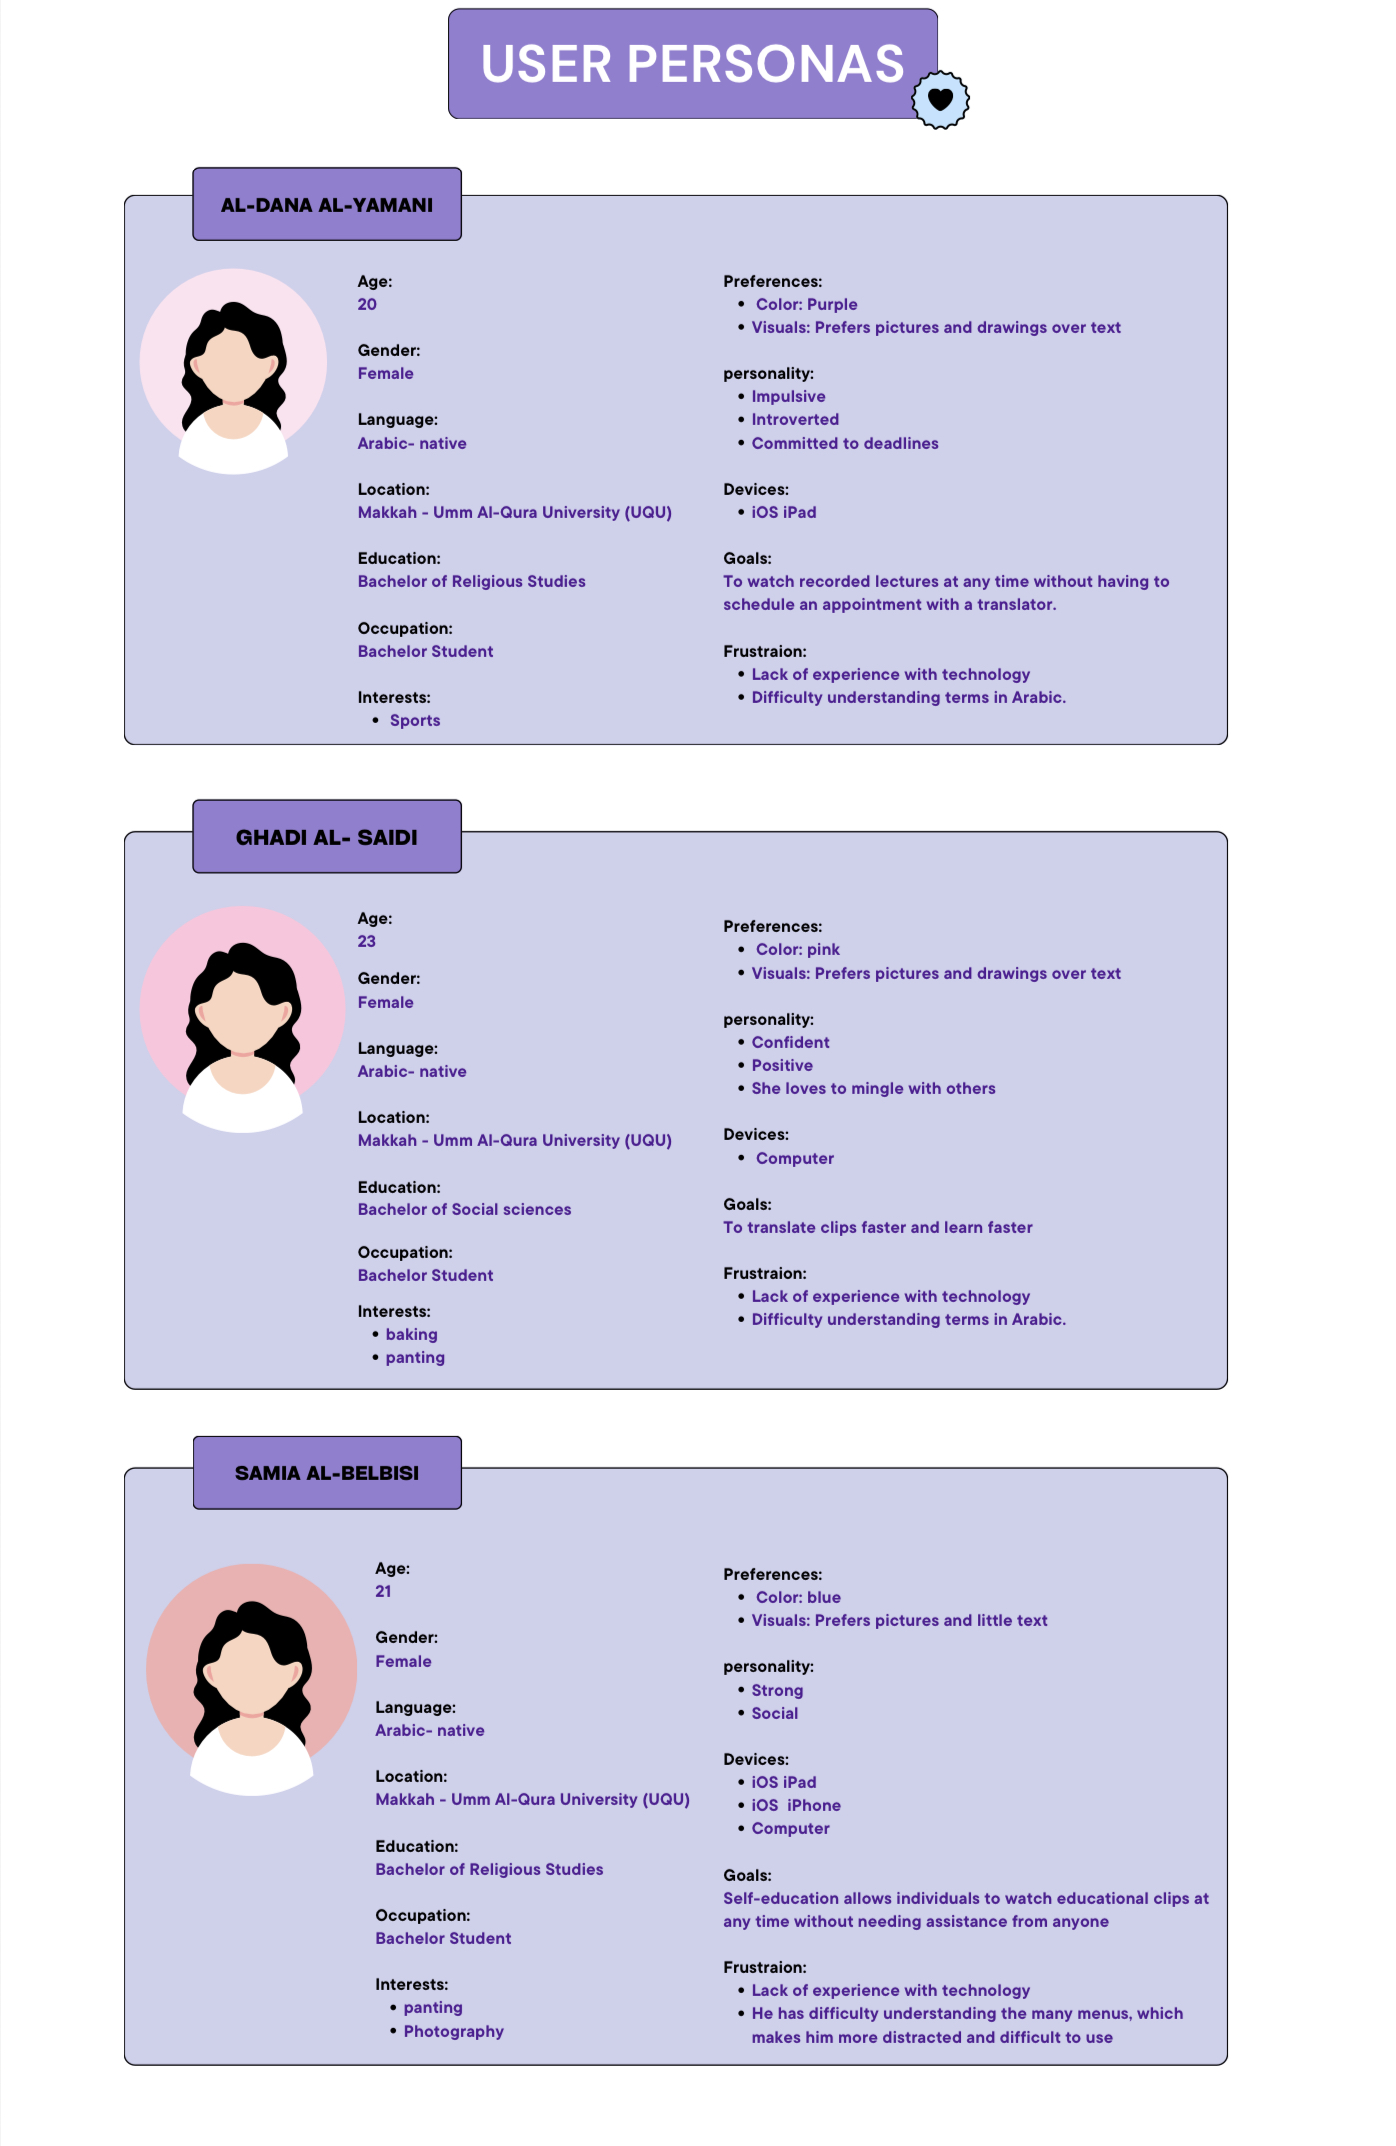 USER PERSONAS
AL-DANA AL-YAMANI
Age:
20
Gender:
Female
Language:
Arabic- native
Location:
Makkah - Umm Al-Qura University (UQU)
Education:
Bachelor of Religious Studies
Occupation:
Bachelor Student
Interests:
• Sports
Preferences:
• Color: Purple
• Visuals: Prefers pictures and drawings over text
personality:
• Impulsive
• Introverted
• Committed to deadlines
Devices:
• iOS iPad
Goals:
To watch recorded lectures at any time without having to
schedule an appointment with a translator.
Frustraion:
• Lack of experience with technology
• Difficulty understanding terms in Arabic.
GHADI AL- SAIDI
Age:
23
Gender:
Female
Language:
Arabic- native
Location:
Makkah - Umm Al-Qura University (UQU)
Education:
Bachelor of Social sciences
Occupation:
Bachelor Student
Interests:
• baking
• panting
Preferences:
• Color: pink
• Visuals: Prefers pictures and drawings over text
personality:
• Confident
• Positive
• She loves to mingle with others
Devices:
• Computer
Goals:
To translate clips faster and learn faster
Frustraion:
• Lack of experience with technology
• Difficulty understanding terms in Arabic.
SAMIA AL-BELBISI
Age:
21
Gender:
Female
Language:
Arabic- native
Location:
Makkah - Umm Al-Qura University (UQU)
Education:
Bachelor of Religious Studies
Occupation:
Bachelor Student
Interests:
• panting
• Photography
Preferences:
• Color: blue
• Visuals: Prefers pictures and little text
personality:
• Strong
• Social
Devices:
• iOS iPad
• iOS iPhone
• Computer
Goals:
Self-education allows individuals to watch educational clips at
any time without needing assistance from anyone
Frustraion:
• Lack of experience with technology
• He has difficulty understanding the many menus, which
makes him more distracted and difficult to use